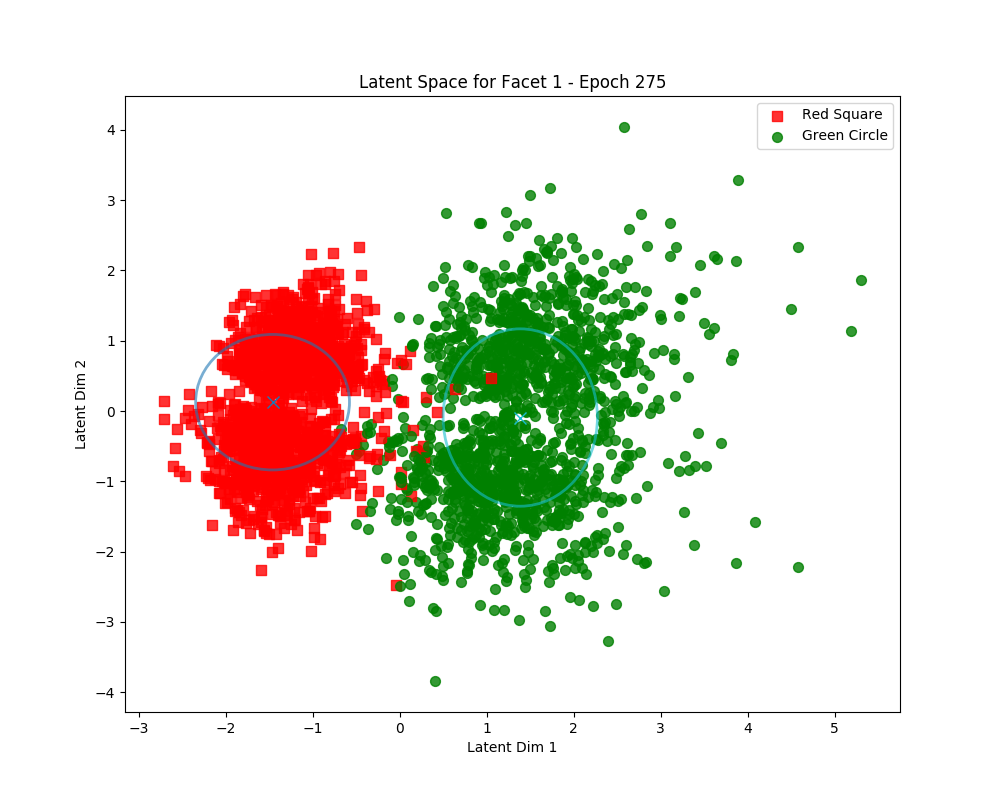 Latent Space for Facet 1 - Epoch 275
Red Square
Green Circle
4
3
2
1
0
−1
−2
−3
−4
Latent Dim 2
−3 −2 −1 0 1 2 3 4 5
Latent Dim 1